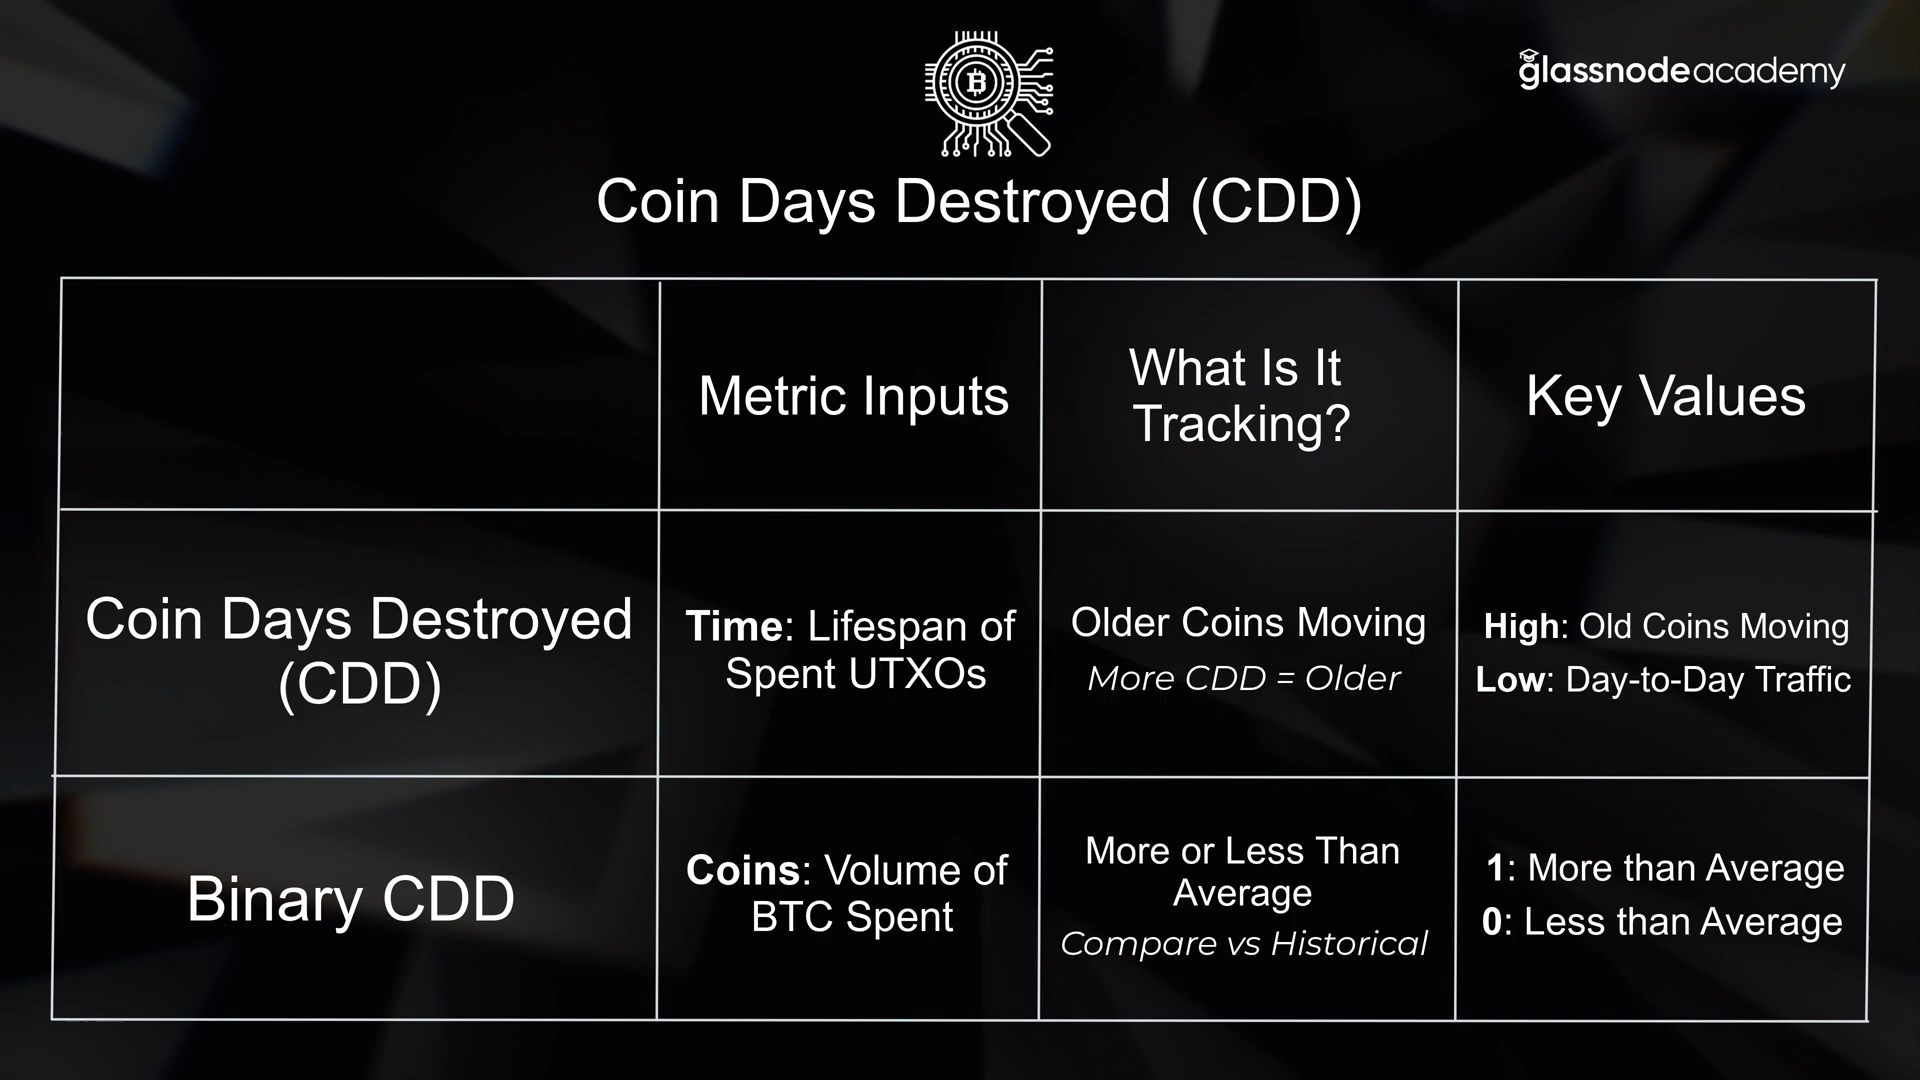 glassnodeacademy
Coin Days Destroyed (CDD)
Metric Inputs
What Is It
Tracking?
Key Values
Coin Days Destroyed
(CDD)
Time: Lifespan of
Spent UTXOs
Older Coins Moving
More CDD = Older
High: Old Coins Moving
Low: Day-to-Day Traffic
Binary CDD
Coins: Volume of
BTC Spent
More or Less Than
Average
Compare vs Historical
1: More than Average
0: Less than Average